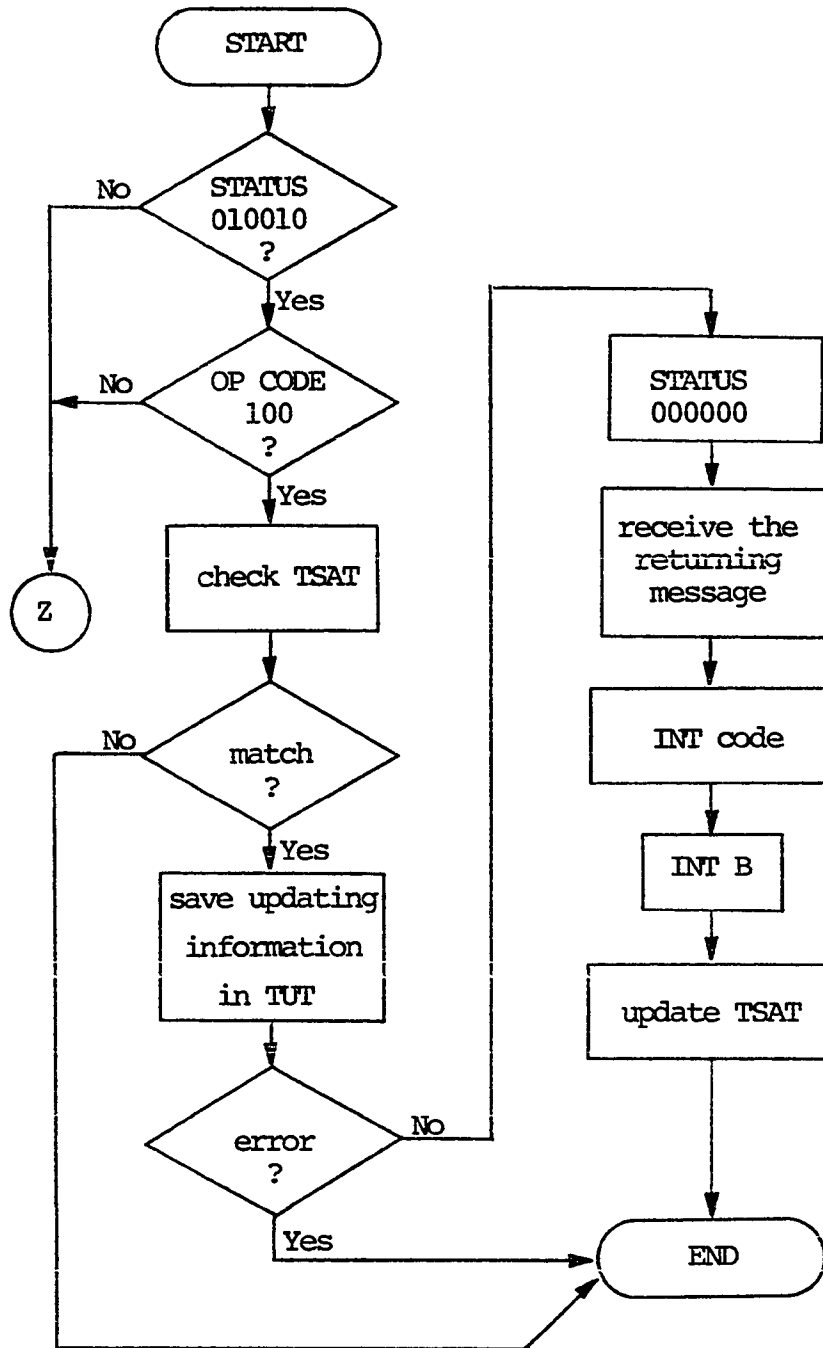 START
No
STATUS
010010
?
Yes
No
OP CODE
100
?
Yes
check TSAT
Z
No
match
?
Yes
save updating
information
in TUT
error
?
No
Yes
STATUS
000000
receive the
returning
message
INT code
INT B
update TSAT
END